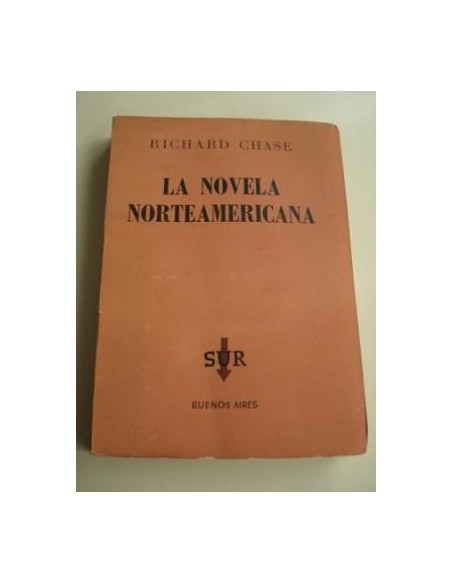 RICHARD CHASE
LA NOVELA
NORTEAMERICANA
SUR
BUENOS AIRES